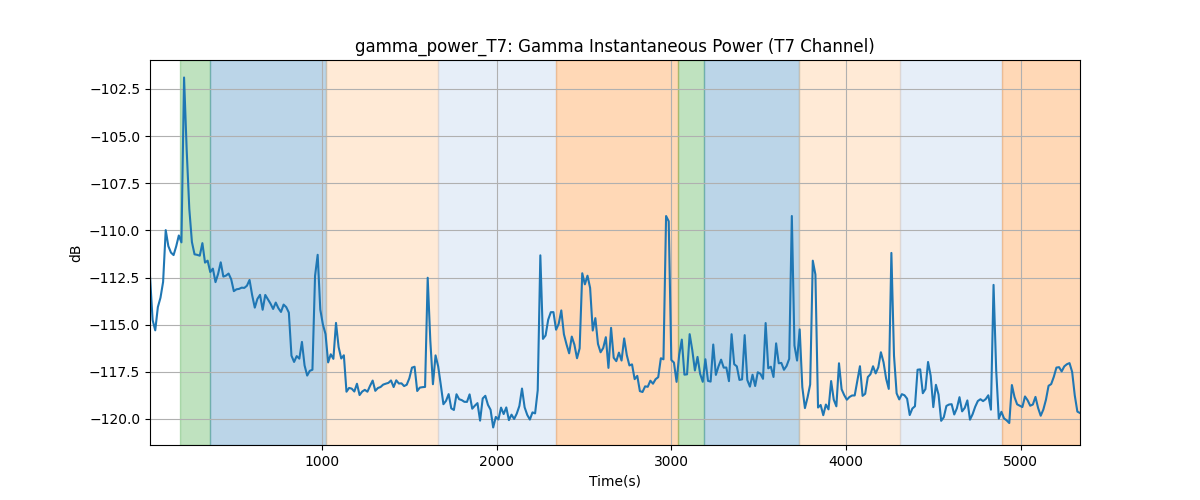 gamma_power_T7: Gamma Instantaneous Power (T7 Channel)
−102.5
−105.0
−107.5
−110.0
−112.5
−115.0
−117.5
−120.0
dB
1000 2000 3000 4000 5000
Time(s)